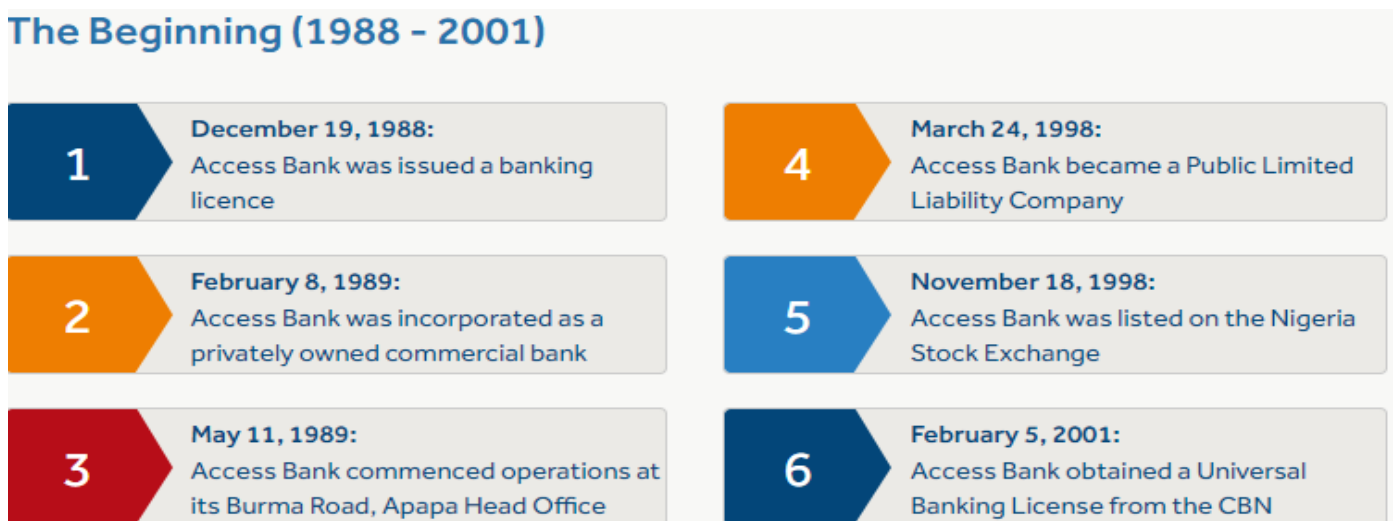 The Beginning (1988 - 2001)
1
December 19, 1988:
Access Bank was issued a banking
licence
2
February 8, 1989:
Access Bank was incorporated as a
privately owned commercial bank
3
May 11, 1989:
Access Bank commenced operations at
its Burma Road, Apapa Head Office
4
March 24, 1998:
Access Bank became a Public Limited
Liability Company
5
November 18, 1998:
Access Bank was listed on the Nigeria
Stock Exchange
6
February 5, 2001:
Access Bank obtained a Universal
Banking License from the CBN